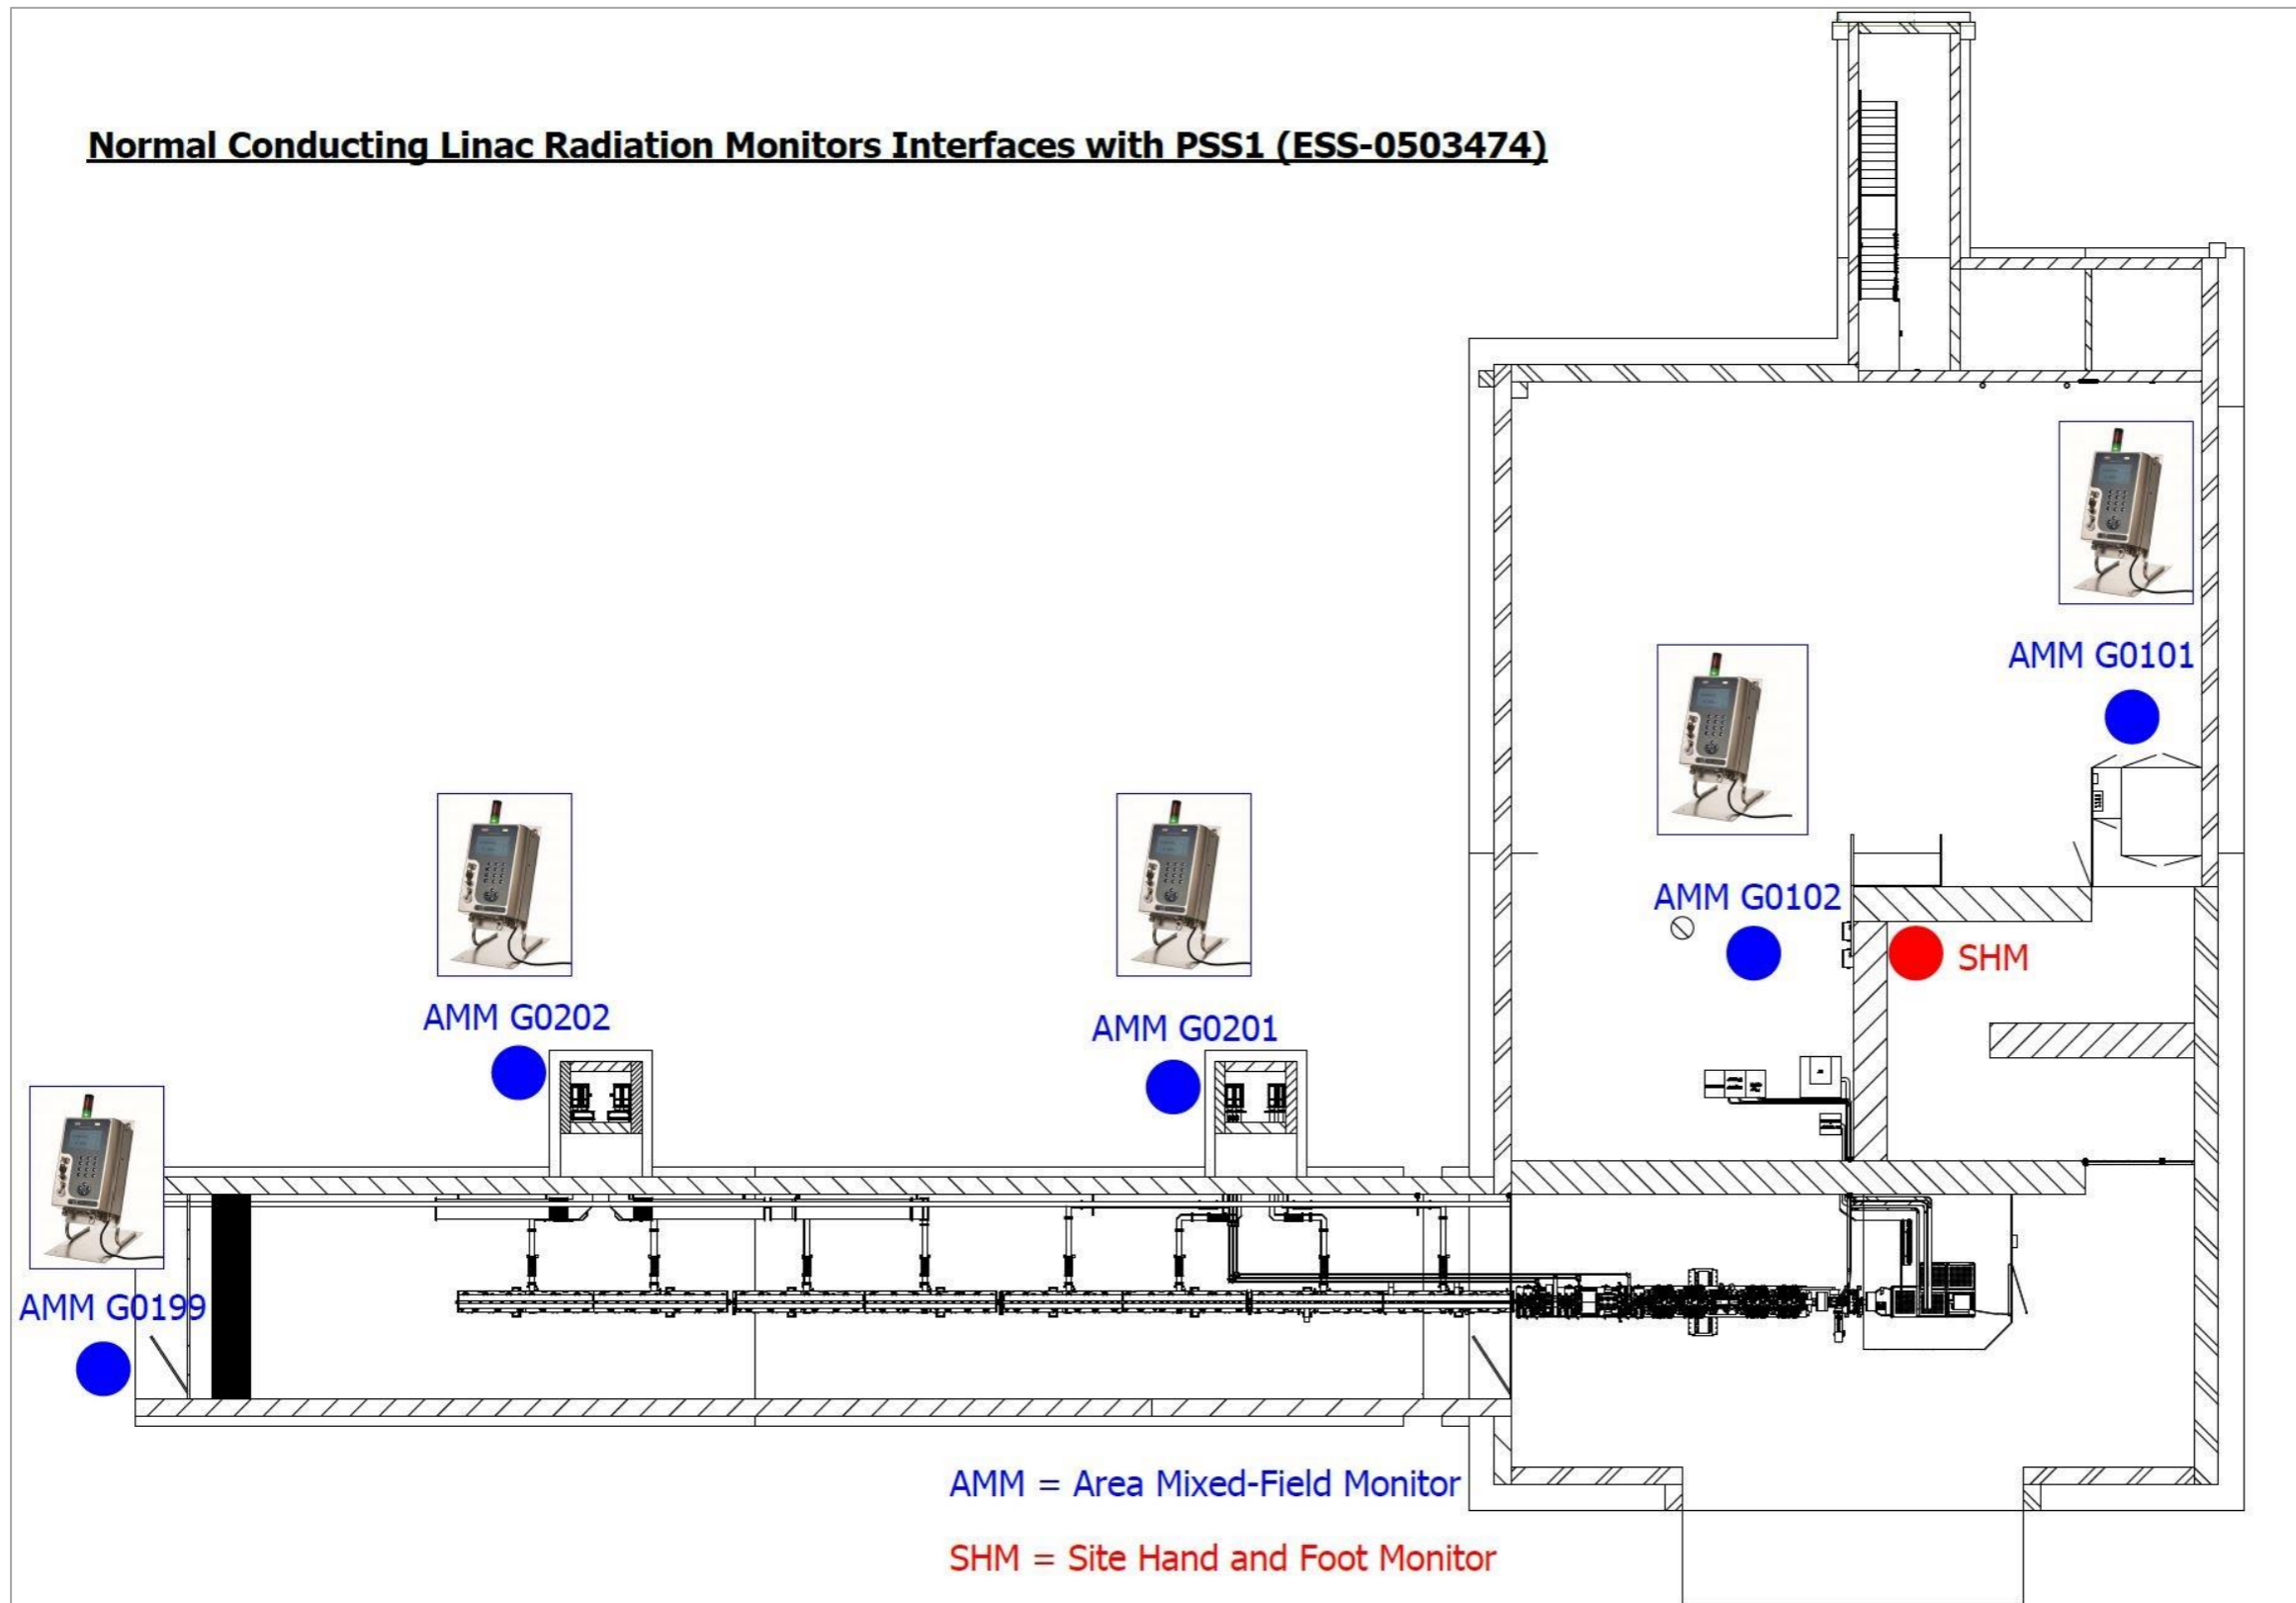 Normal Conducting Linac Radiation Monitors Interfaces with PSS1 (ESS-0503474)
AMM G0101
AMM G0102
SHM
AMM G0202
AMM G0201
AMM G0199
AMM = Area Mixed-Field Monitor
SHM = Site Hand and Foot Monitor